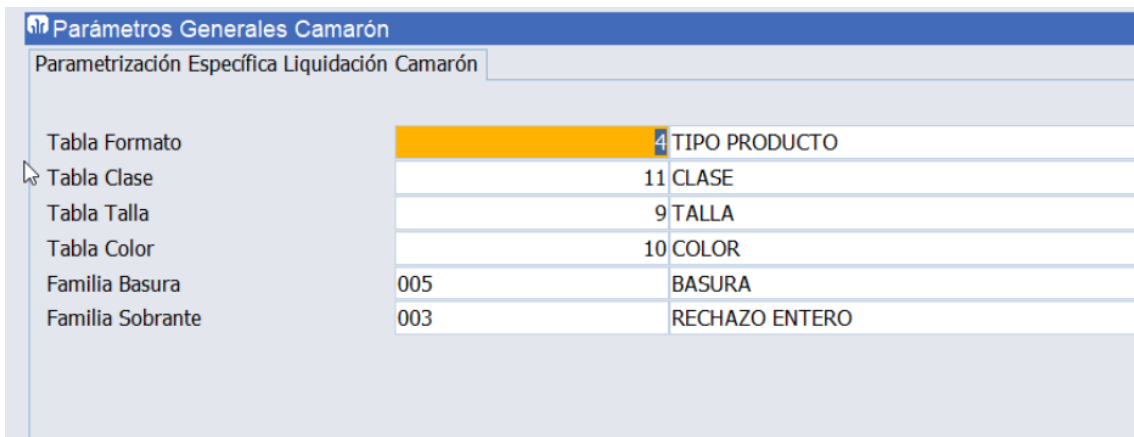 Parámetros Generales Camarón
Parametrización Específica Liquidación Camarón
Tabla Formato 4 TIPO PRODUCTO
Tabla Clase 11 CLASE
Tabla Talla 9 TALLA
Tabla Color 10 COLOR
Familia Basura 005 BASURA
Familia Sobrante 003 RECHAZO ENTERO